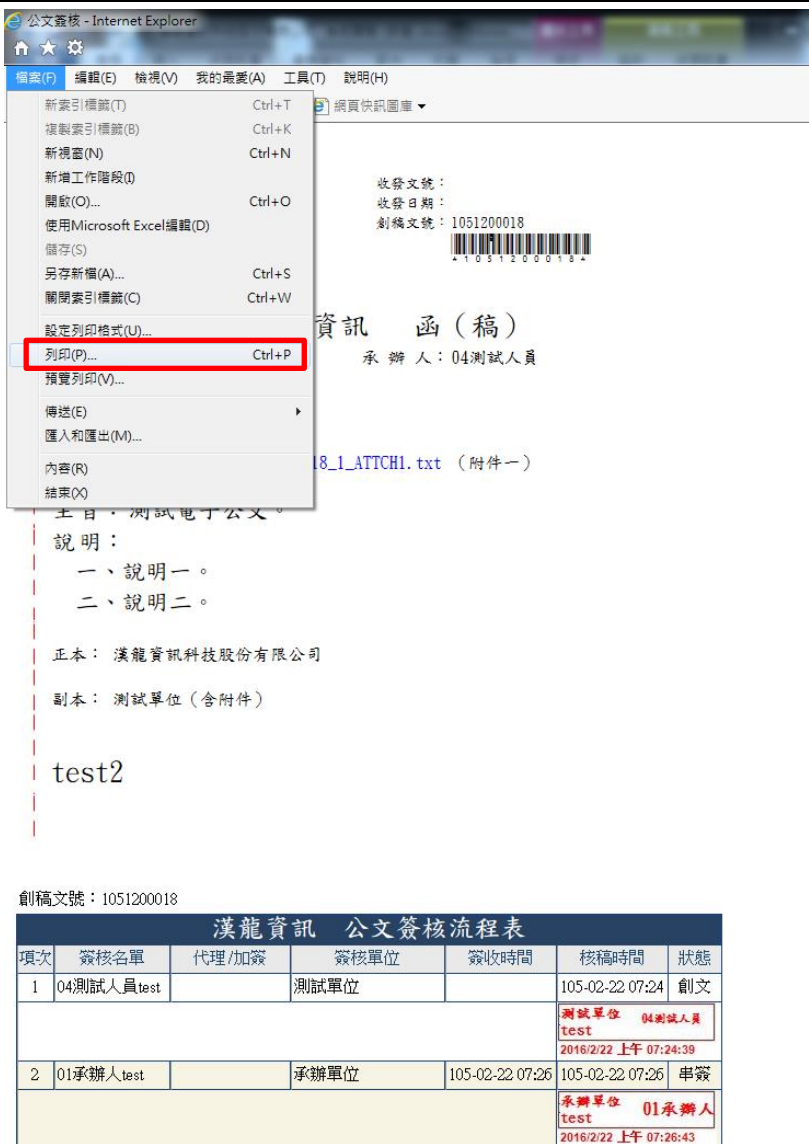 公文簽核 - Internet Explorer
檔案(F) 編輯(E) 檢視(V) 我的最愛(A) 工具(T) 說明(H)
網頁快訊圖庫
新索引標籤(T) Ctrl+T
複製索引標籤(B) Ctrl+K
新視窗(N) Ctrl+N
新增工作階段(I)
開啟(O)... Ctrl+O
使用Microsoft Excel編輯(D)
儲存(S)
另存新檔(A)... Ctrl+S
關閉索引標籤(C) Ctrl+W
設定列印格式(U)...
列印(P)... Ctrl+P
預覽列印(V)...
傳送(E)
匯入和匯出(M)...
內容(R)
結束(X)
收發文號：
收發日期：
創稿文號：1051200018
*1051200018*
資訊 函（稿）
承 辦 人：04測試人員
18_1_ATTCH1.txt （附件一）
主旨：測試電子公文。
說明：
一、說明一。
二、說明二。
正本： 漢龍資訊科技股份有限公司
副本： 測試單位（含附件）
test2
創稿文號：1051200018
漢龍資訊 公文簽核流程表
項次 簽核名單 代理/加簽 簽核單位 簽收時間 核稿時間 狀態
1 04測試人員test 測試單位 105-02-22 07:24 創文
測試單位 04測試人員
test
2016/2/22 上午 07:24:39
2 01承辦人test 承辦單位 105-02-22 07:26 105-02-22 07:26 串簽
承辦單位 01承辦人
test
2016/2/22 上午 07:26:43